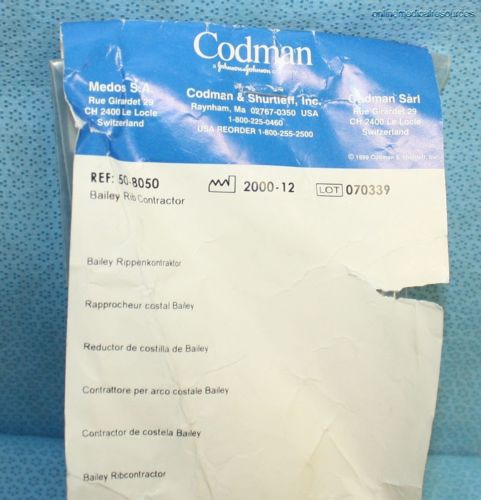 onlinemedicalresources
Codman
a Johnson & Johnson company
Medos S.A.
Rue Girardet 29
CH 2400 Le Locle
Switzerland
Codman & Shurtleff, Inc.
Raynham, Ma 02767-0350 USA
1-800-225-0460
USA REORDER 1-800-255-2500
Codman Sàrl
Rue Girardet 29
CH 2400 Le Locle
Switzerland
© 1999 Codman & Shurtleff, Inc.
REF: 50-8050
2000-12
LOT 070339
Bailey Rib Contractor
Bailey Rippenkontraktor
Rapprocheur costal Bailey
Reductor de costilla de Bailey
Contrattore per arco costale Bailey
Contractor de costela Bailey
Bailey Ribcontractor